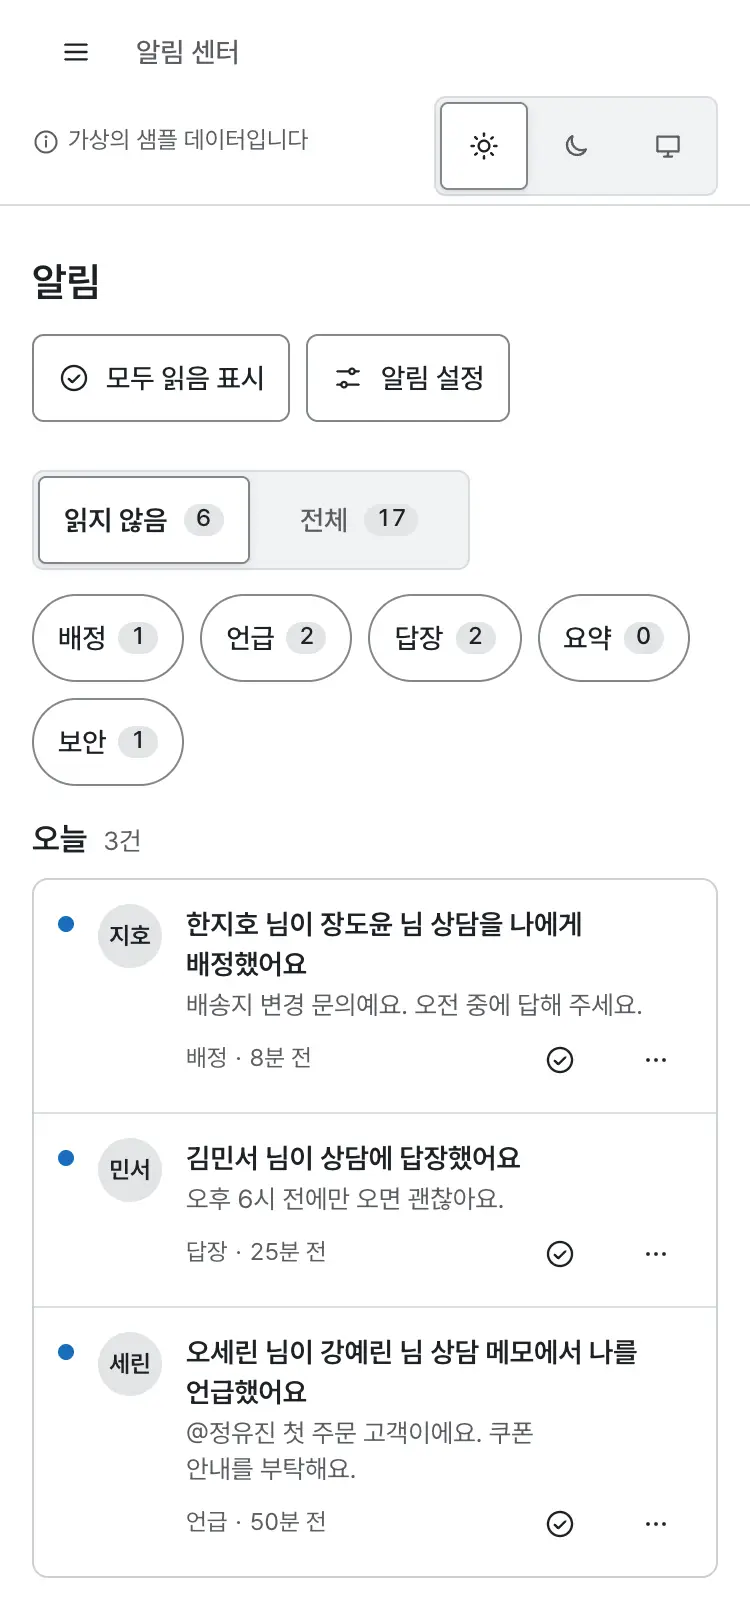 알림 센터
가상의 샘플 데이터입니다
알림
모두 읽음 표시
알림 설정
읽지 않음 6
전체 17
배정 1
언급 2
답장 2
요약 0
보안 1
오늘 3건
지호
한지호 님이 장도윤 님 상담을 나에게
배정했어요
배송지 변경 문의예요. 오전 중에 답해 주세요.
배정 · 8분 전
민서
김민서 님이 상담에 답장했어요
오후 6시 전에만 오면 괜찮아요.
답장 · 25분 전
세린
오세린 님이 강예린 님 상담 메모에서 나를
언급했어요
@정유진 첫 주문 고객이에요. 쿠폰
안내를 부탁해요.
언급 · 50분 전